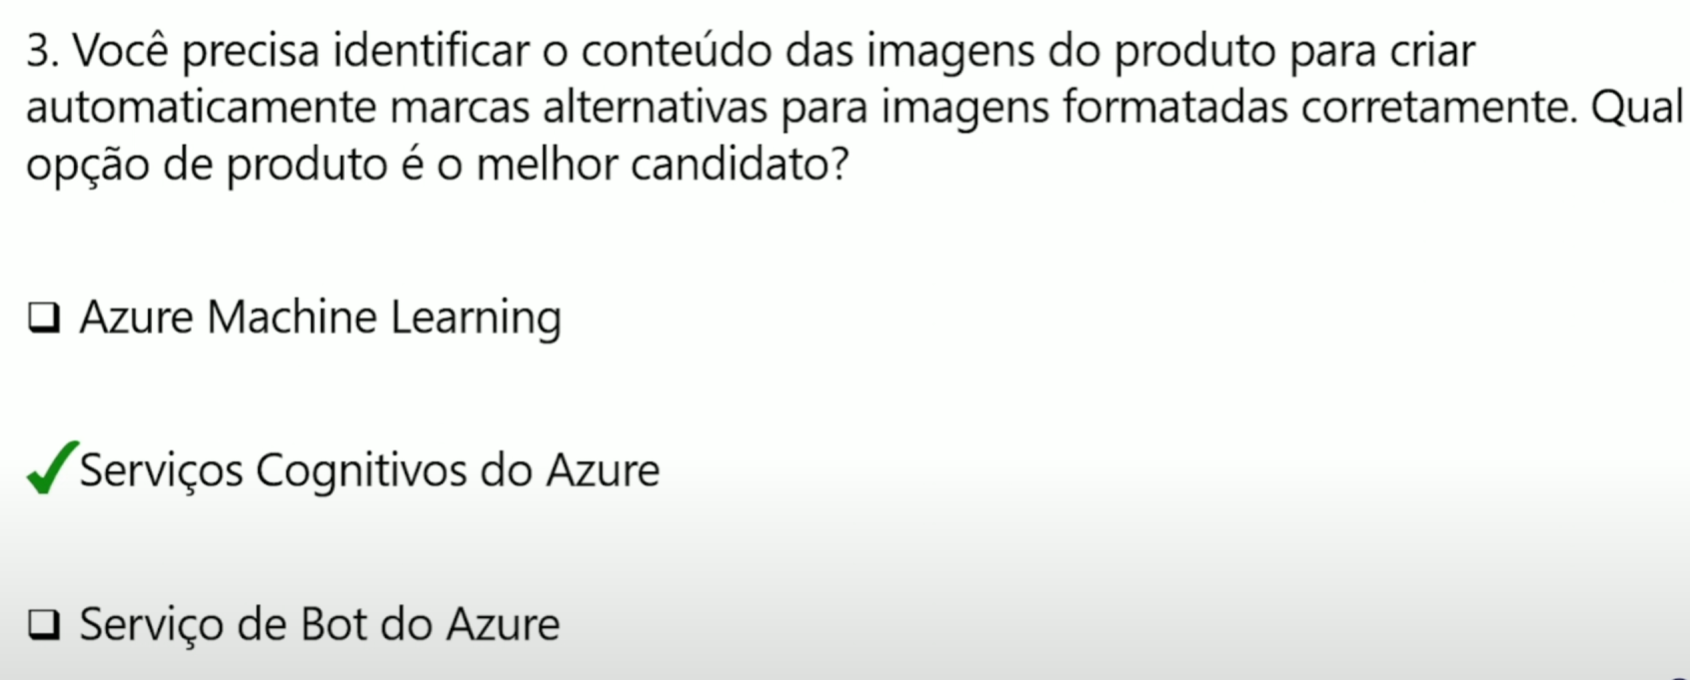 3. Você precisa identificar o conteúdo das imagens do produto para criar
automaticamente marcas alternativas para imagens formatadas corretamente. Qual
opção de produto é o melhor candidato?
Azure Machine Learning
Serviços Cognitivos do Azure
Serviço de Bot do Azure